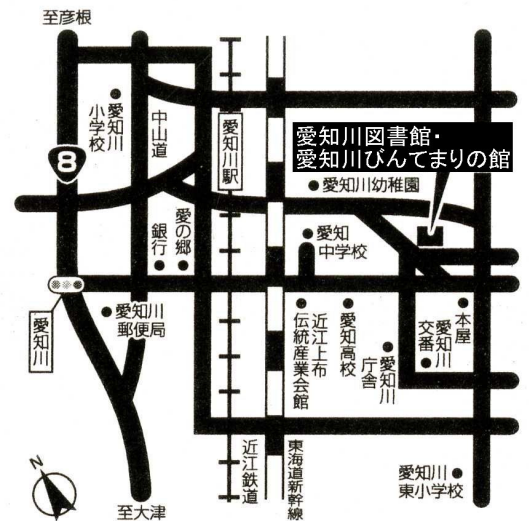 至彦根
愛知川
小学校
中山道
愛知川駅
愛知川図書館・
愛知川びんてまりの館
8
愛知川幼稚園
愛知
中学校
愛の郷
銀行
愛知川
愛知川
郵便局
近江上布
伝統産業会館
愛知高校
愛知川
庁舎
愛知川
交番
本屋
近江鉄道
東海道新幹線
愛知川
東小学校
N
至大津